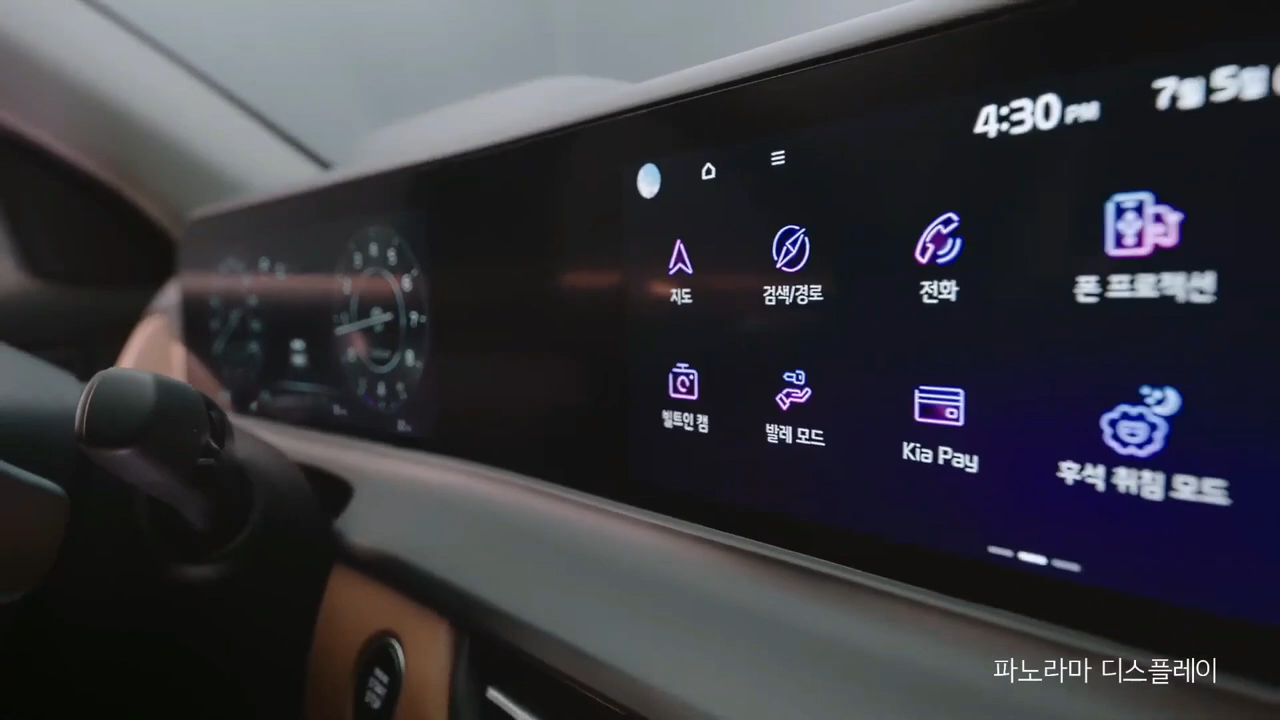 4:30 PM
7월 5월
지도
검색/경로
전화
폰 프로젝션
빌트인 캠
발레 모드
Kia Pay
후석 취침 모드
파노라마 디스플레이